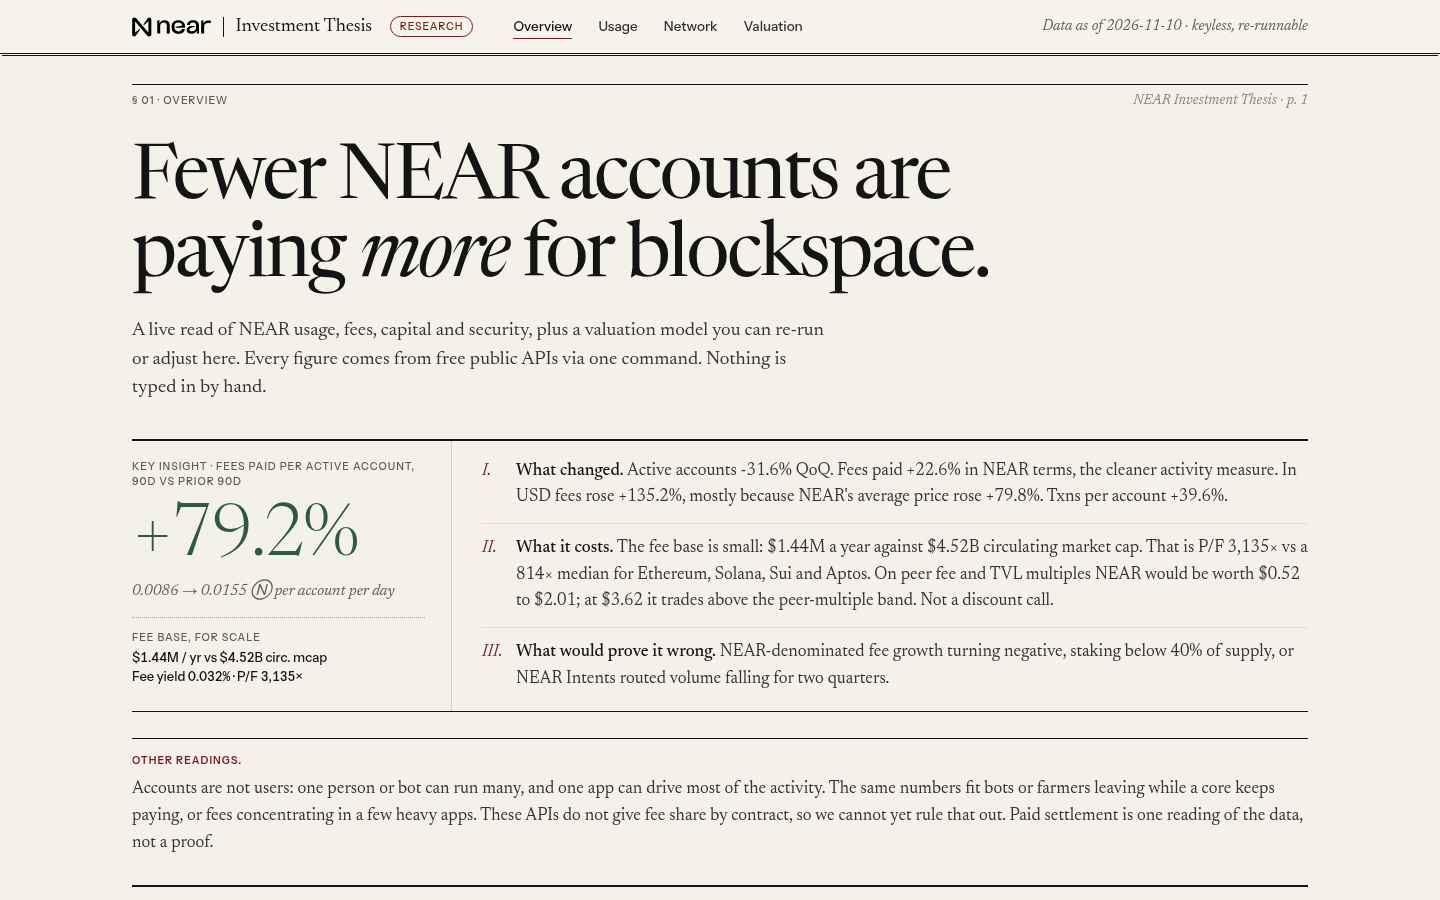 near | Investment Thesis RESEARCH Overview Usage Network Valuation Data as of 2026-11-10 · keyless, re-runnable
§ 01 · OVERVIEW NEAR Investment Thesis · p. 1
Fewer NEAR accounts are
paying more for blockspace.
A live read of NEAR usage, fees, capital and security, plus a valuation model you can re-run
or adjust here. Every figure comes from free public APIs via one command. Nothing is
typed in by hand.
KEY INSIGHT · FEES PAID PER ACTIVE ACCOUNT,
90D VS PRIOR 90D
+79.2%
0.0086 → 0.0155 Ⓝ per account per day
FEE BASE, FOR SCALE
$1.44M / yr vs $4.52B circ. mcap
Fee yield 0.032% · P/F 3,135×
I. What changed. Active accounts -31.6% QoQ. Fees paid +22.6% in NEAR terms, the cleaner activity measure. In
USD fees rose +135.2%, mostly because NEAR's average price rose +79.8%. Txns per account +39.6%.
II. What it costs. The fee base is small: $1.44M a year against $4.52B circulating market cap. That is P/F 3,135× vs a
814× median for Ethereum, Solana, Sui and Aptos. On peer fee and TVL multiples NEAR would be worth $0.52
to $2.01; at $3.62 it trades above the peer-multiple band. Not a discount call.
III. What would prove it wrong. NEAR-denominated fee growth turning negative, staking below 40% of supply, or
NEAR Intents routed volume falling for two quarters.
OTHER READINGS.
Accounts are not users: one person or bot can run many, and one app can drive most of the activity. The same numbers fit bots or farmers leaving while a core keeps
paying, or fees concentrating in a few heavy apps. These APIs do not give fee share by contract, so we cannot yet rule that out. Paid settlement is one reading of the data,
not a proof.